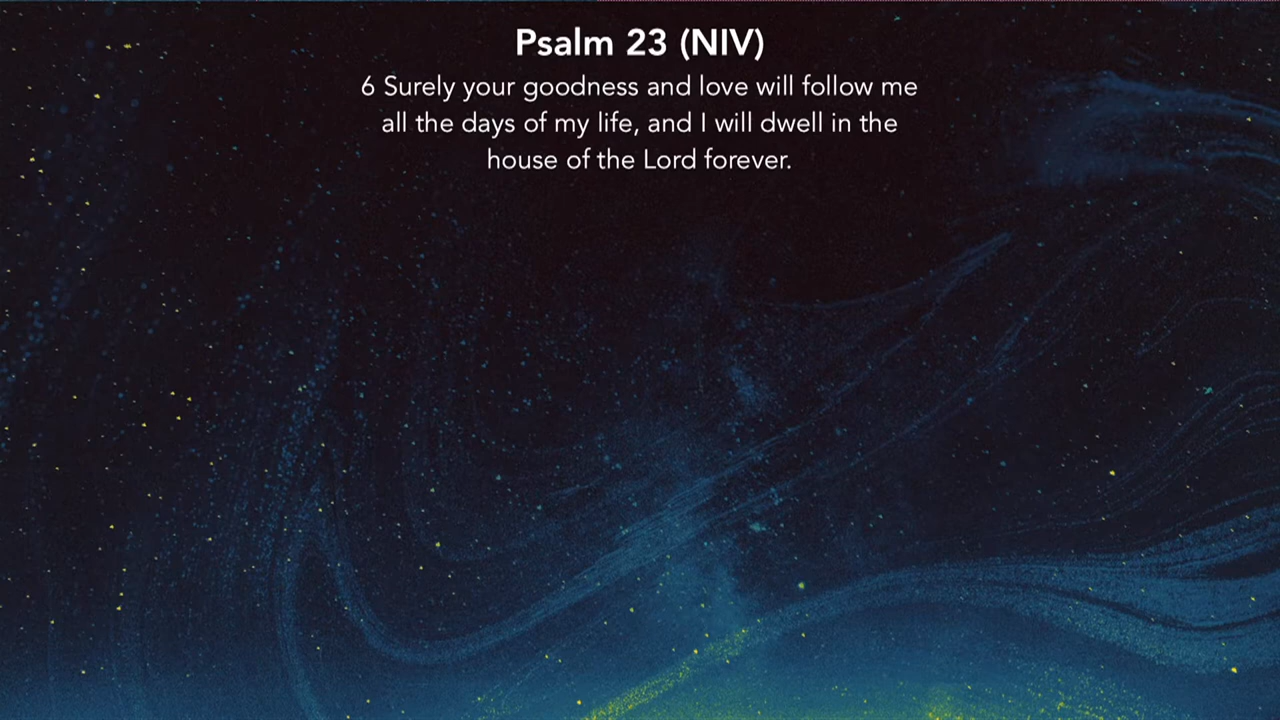 Psalm 23 (NIV)
6 Surely your goodness and love will follow me
all the days of my life, and I will dwell in the
house of the Lord forever.